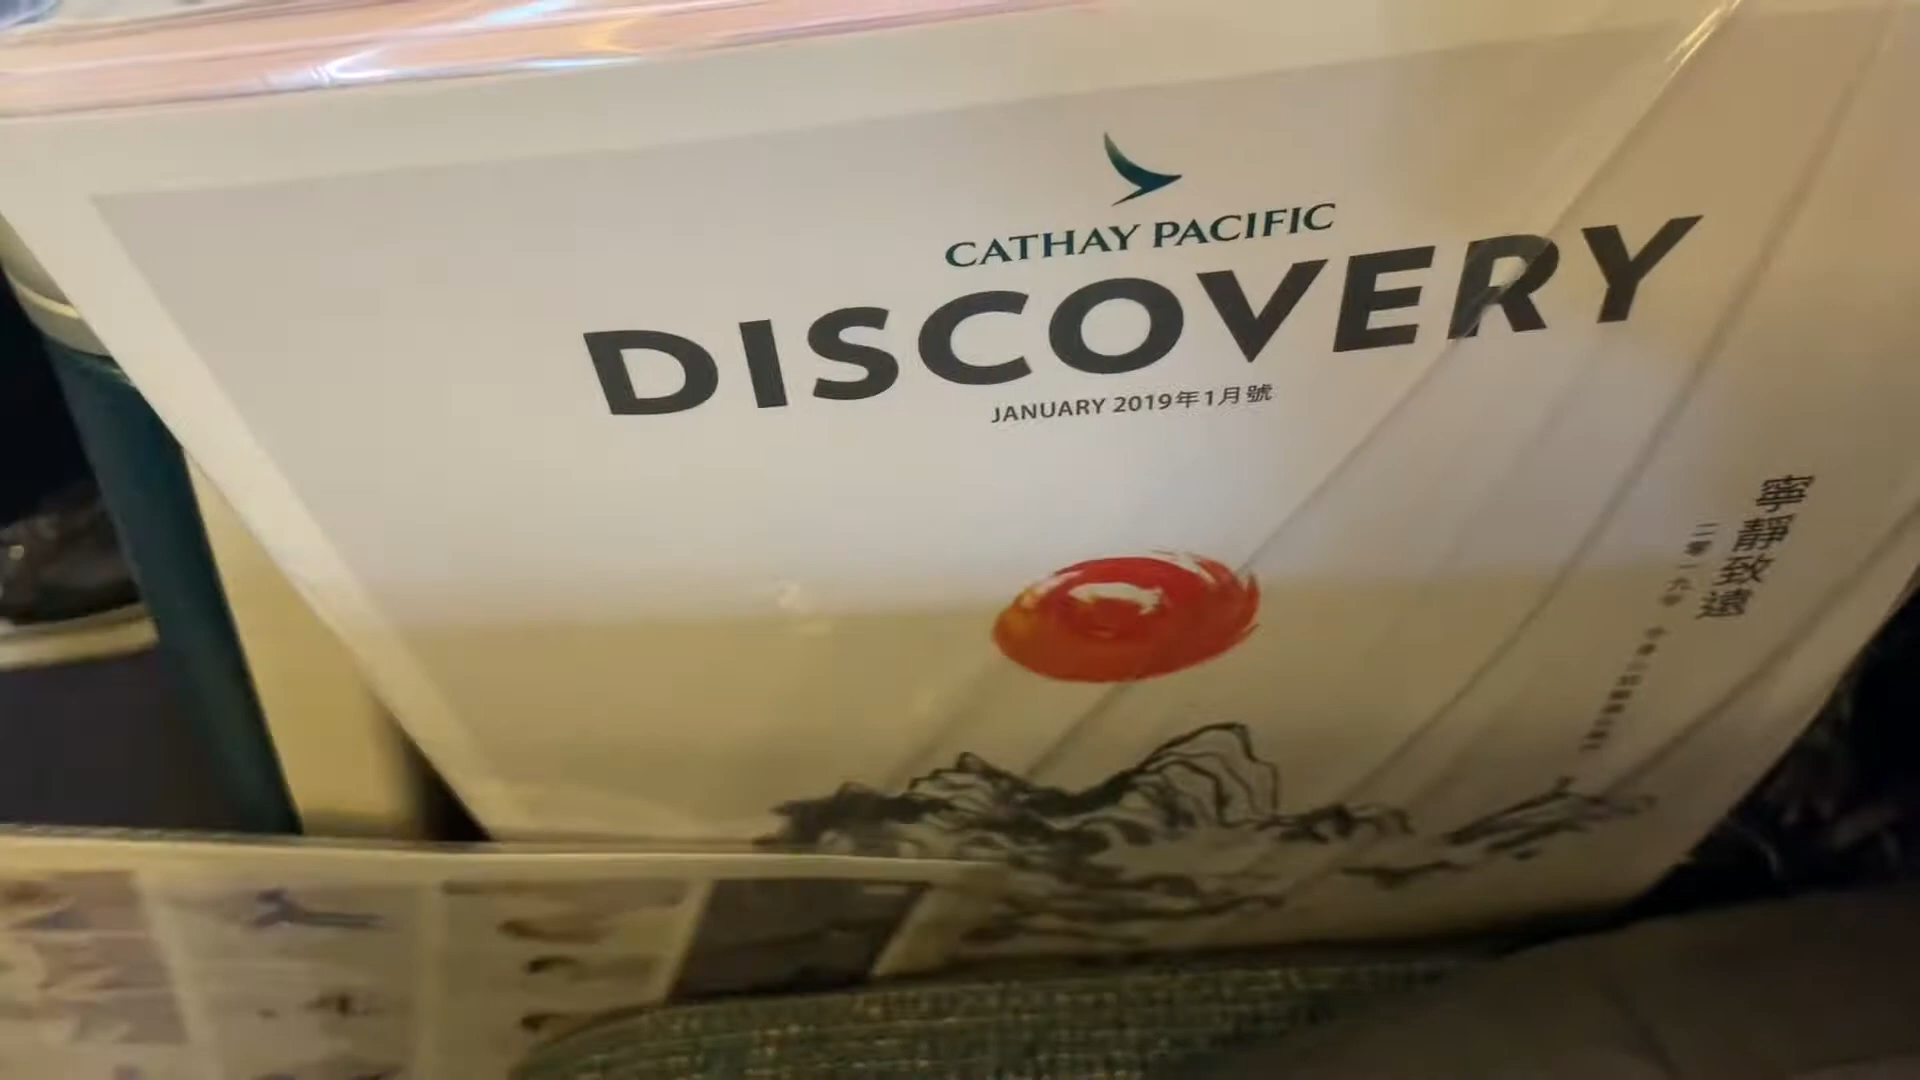 CATHAY PACIFIC
DISCOVERY
JANUARY 2019年1月號
寧靜致遠